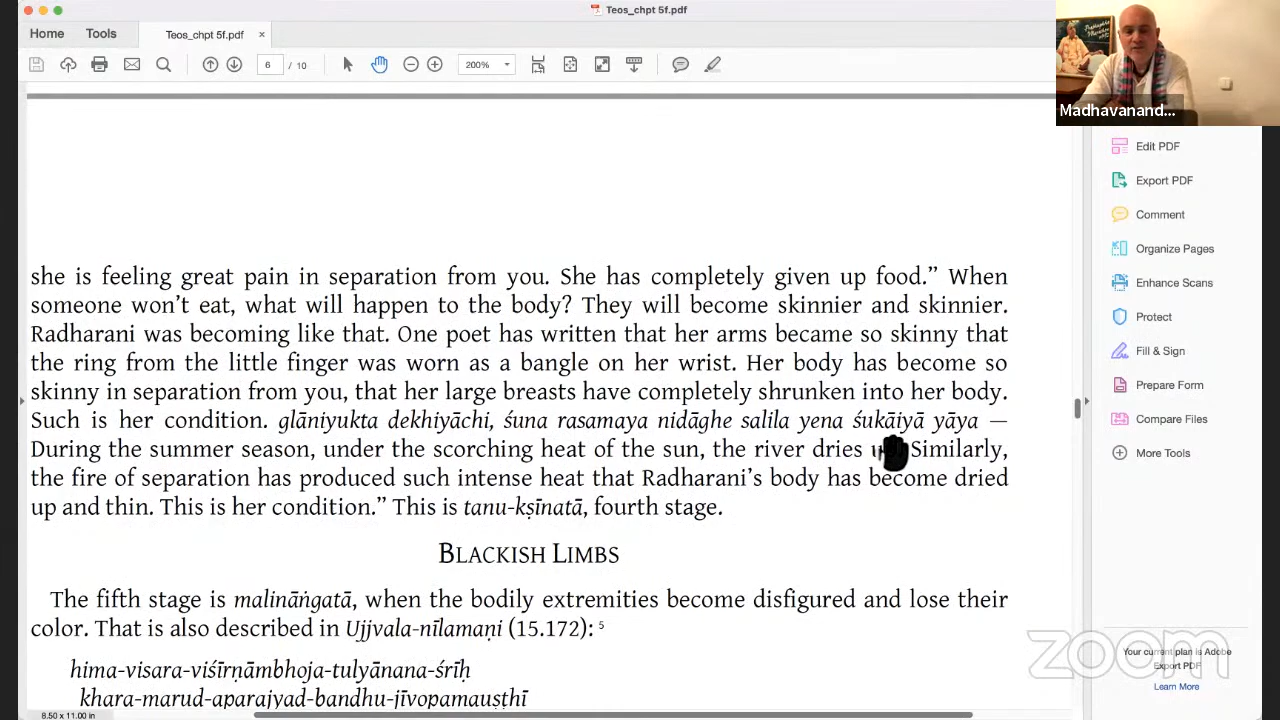 Teos_chpt 5f.pdf
Home Tools Teos_chpt 5f.pdf ×
6 / 10 200%
Madhavanand...
Edit PDF
Export PDF
Comment
Organize Pages
Enhance Scans
Protect
Fill & Sign
Prepare Form
Compare Files
More Tools
she is feeling great pain in separation from you. She has completely given up food.” When
someone won’t eat, what will happen to the body? They will become skinnier and skinnier.
Radharani was becoming like that. One poet has written that her arms became so skinny that
the ring from the little finger was worn as a bangle on her wrist. Her body has become so
skinny in separation from you, that her large breasts have completely shrunken into her body.
Such is her condition. glāniyukta dekhiyāchi, śuna rasamaya nidāghe salila yena śukāiyā yāya —
During the summer season, under the scorching heat of the sun, the river dries Similarly,
the fire of separation has produced such intense heat that Radharani’s body has become dried
up and thin. This is her condition.” This is tanu-kṣīnatā, fourth stage.
BLACKISH LIMBS
The fifth stage is malināṅgatā, when the bodily extremities become disfigured and lose their
color. That is also described in Ujjvala-nīlamaṇi (15.172): 5
hima-visara-viśīrṇāmbhoja-tulyānana-śrīḥ
khara-marud-aparajyad-bandhu-jīvopamauṣṭhī
zoom
Your current plan is Adobe
Export PDF
Learn More
8.50 x 11.00 in